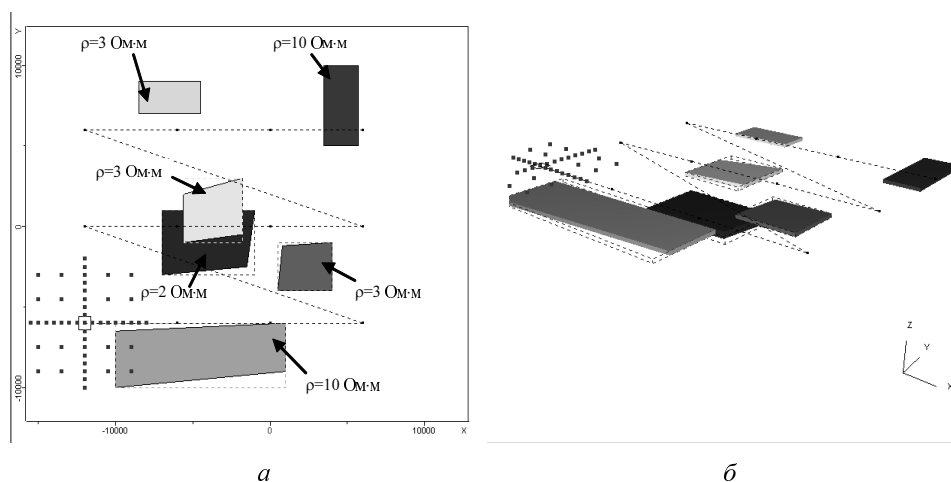 Y
ρ=3 Ом·м
ρ=10 Ом·м
10000
ρ=3 Ом·м
0
ρ=2 Ом·м
ρ=3 Ом·м
ρ=10 Ом·м
-10000
-10000
0
10000
X
Z
Y
X
а
б